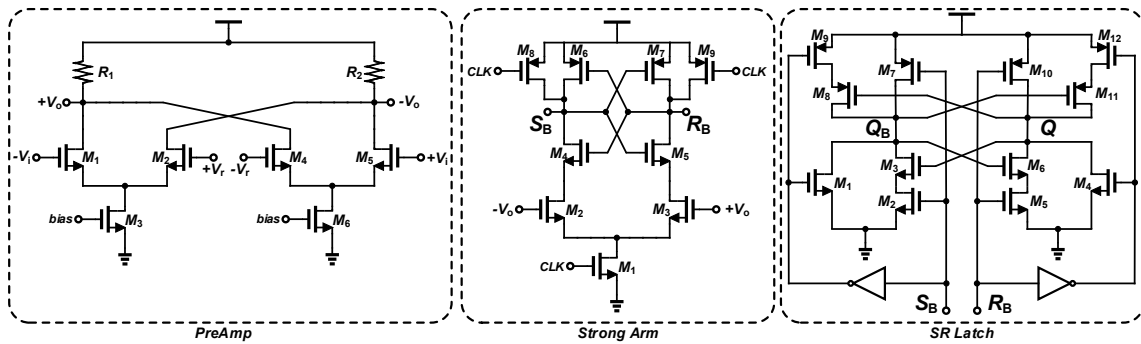 R1
R2
+Vo
-Vo
-Vi
M1
M2
+Vr
-Vr
M4
M5
+Vi
bias
M3
bias
M6
PreAmp
M8
M6
M7
M9
CLK
CLK
SB
RB
M4
M5
-Vo
M2
M3
+Vo
CLK
M1
Strong Arm
M9
M12
M7
M10
M8
M11
QB
Q
M1
M3
M6
M4
M2
M5
SB
RB
SR Latch